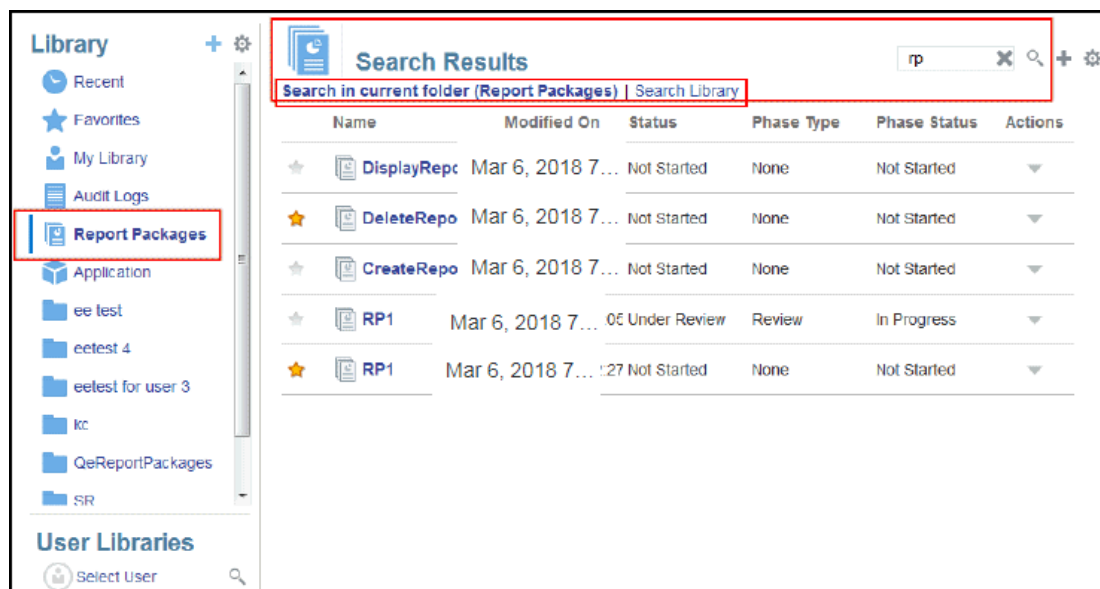 Library
Recent
Favorites
My Library
Audit Logs
Report Packages
Application
ee test
eetest 4
eetest for user 3
kc
QeReportPackages
SR
User Libraries
Select User
Search Results
rp
Search in current folder (Report Packages) | Search Library
Name Modified On Status Phase Type Phase Status Actions
DisplayRepo Mar 6, 2018 7... Not Started None Not Started
DeleteRepo Mar 6, 2018 7... Not Started None Not Started
CreateRepo Mar 6, 2018 7... Not Started None Not Started
RP1 Mar 6, 2018 7... :05 Under Review Review In Progress
RP1 Mar 6, 2018 7... :27 Not Started None Not Started